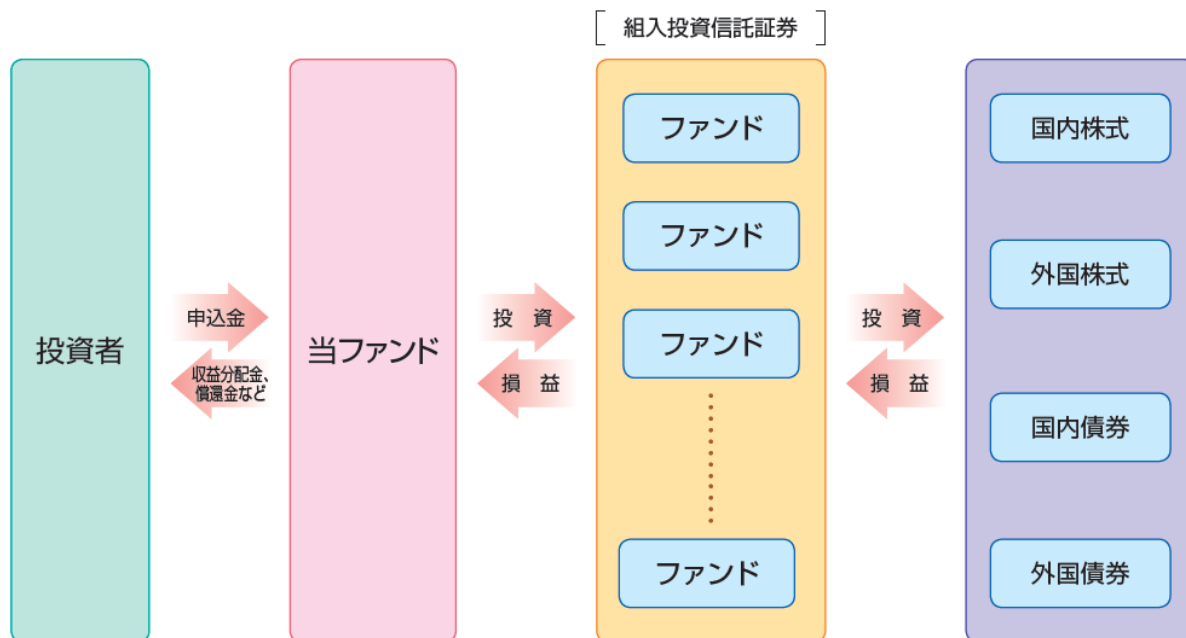 組入投資信託証券
投資者
申込金
収益分配金、
償還金など
当ファンド
投 資
損 益
ファンド
ファンド
ファンド
ファンド
投 資
損 益
国内株式
外国株式
国内債券
外国債券